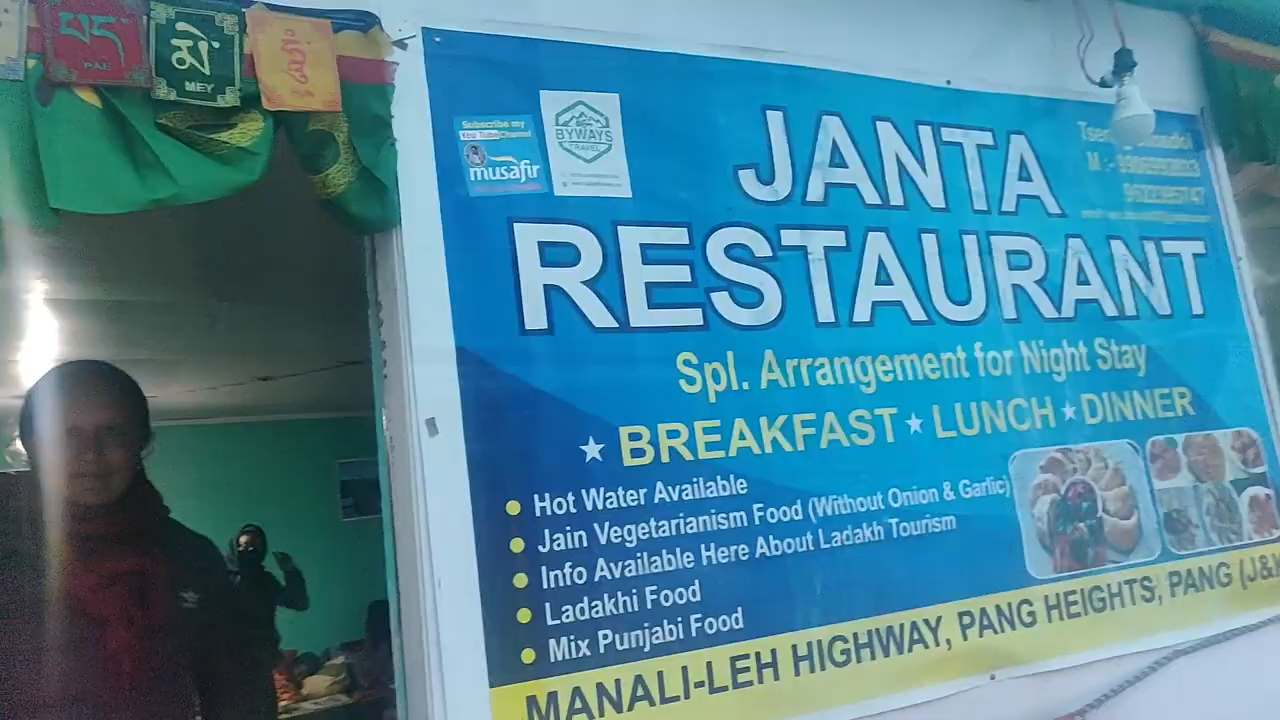 པད
PAE
མེ
MEY
Subscribe my
You Tube Channel
musafir
BYWAYS
TRAVEL
JANTA
RESTAURANT
M :-
Spl. Arrangement for Night Stay
BREAKFAST ★ LUNCH ★ DINNER
Hot Water Available
Jain Vegetarianism Food (Without Onion & Garlic)
Info Available Here About Ladakh Tourism
Ladakhi Food
Mix Punjabi Food
MANALI-LEH HIGHWAY, PANG HEIGHTS, PANG (J&K